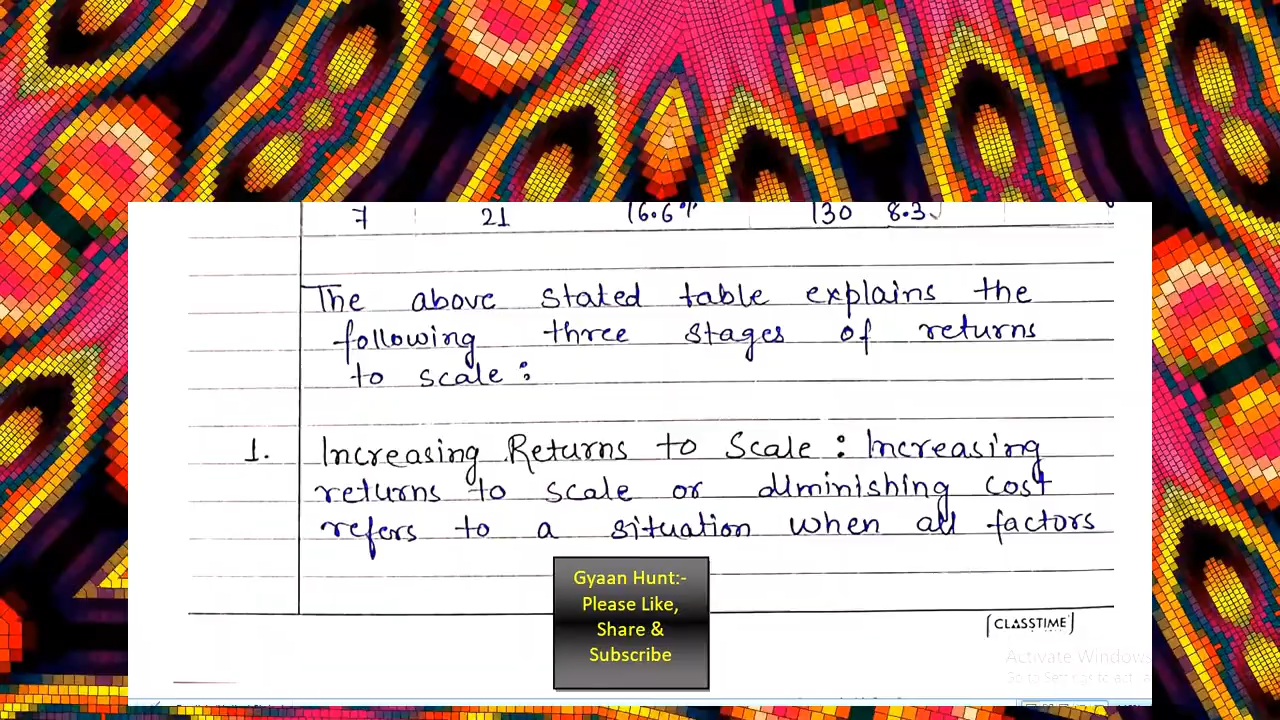 7 21 16.6% 130 8.3
The above stated table explains the
following three stages of returns
to scale:
1. Increasing Returns to Scale: Increasing
returns to scale or diminishing cost
refers to a situation when all factors
Gyaan Hunt:-
Please Like,
Share &
Subscribe
CLASSTIME
Activate Windows